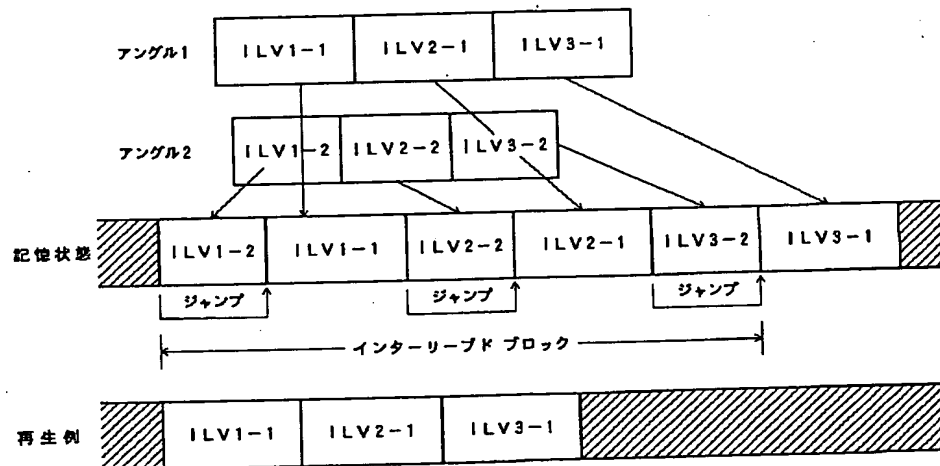 アングル1 ILV1-1 ILV2-1 ILV3-1
アングル2 ILV1-2 ILV2-2 ILV3-2
記憶状態 ILV1-2 ILV1-1 ILV2-2 ILV2-1 ILV3-2 ILV3-1
ジャンプ ジャンプ ジャンプ
インターリーブド ブロック
再生例 ILV1-1 ILV2-1 ILV3-1